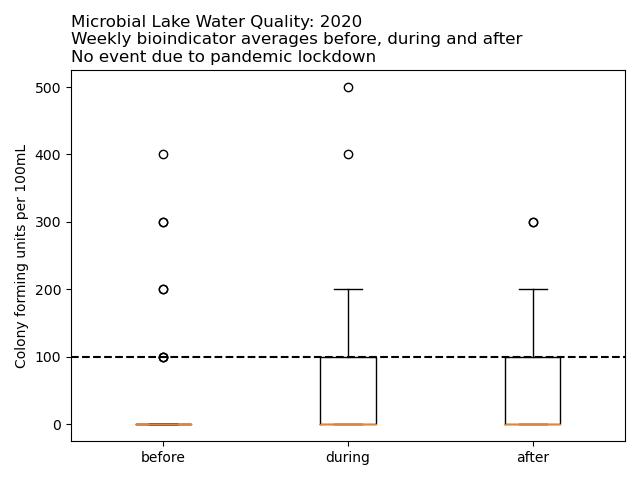 Microbial Lake Water Quality: 2020
Weekly bioindicator averages before, during and after
No event due to pandemic lockdown
Colony forming units per 100mL
500
400
300
200
100
0
before
during
after